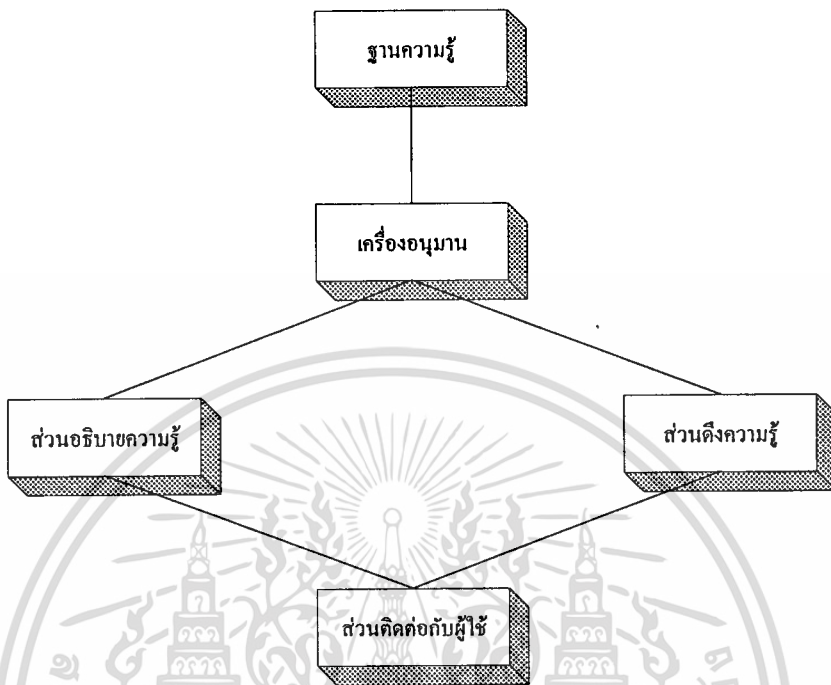 ฐานความรู้
เครื่องอนุมาน
ส่วนอธิบายความรู้
ส่วนดึงความรู้
ส่วนติดต่อกับผู้ใช้